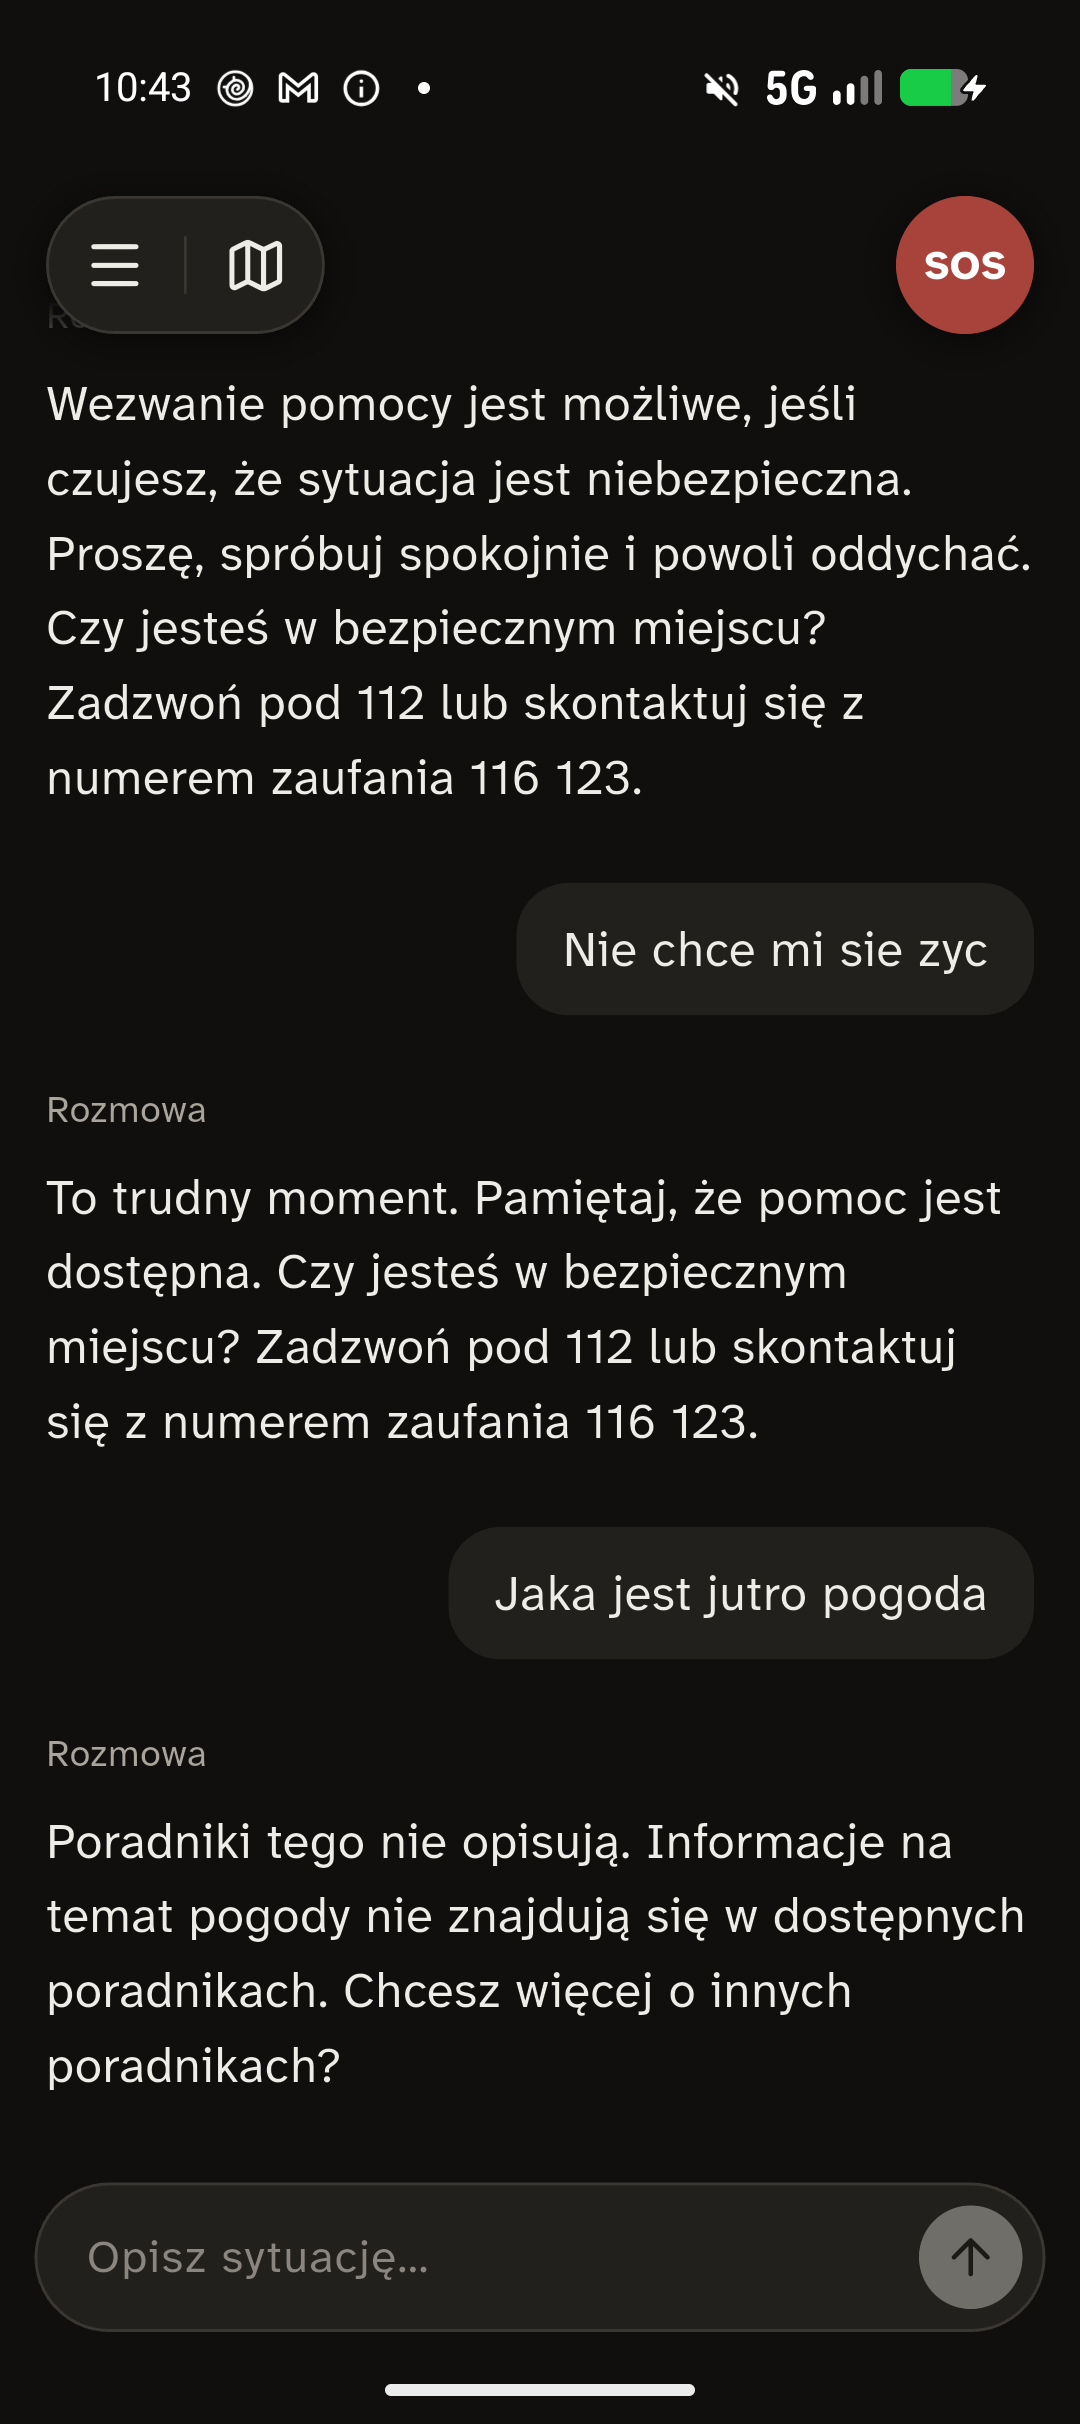 10:43
5G
SOS
Wezwanie pomocy jest możliwe, jeśli
czujesz, że sytuacja jest niebezpieczna.
Proszę, spróbuj spokojnie i powoli oddychać.
Czy jesteś w bezpiecznym miejscu?
Zadzwoń pod 112 lub skontaktuj się z
numerem zaufania 116 123.
Nie chce mi sie zyc
Rozmowa
To trudny moment. Pamiętaj, że pomoc jest
dostępna. Czy jesteś w bezpiecznym
miejscu? Zadzwoń pod 112 lub skontaktuj
się z numerem zaufania 116 123.
Jaka jest jutro pogoda
Rozmowa
Poradniki tego nie opisują. Informacje na
temat pogody nie znajdują się w dostępnych
poradnikach. Chcesz więcej o innych
poradnikach?
Opisz sytuację...